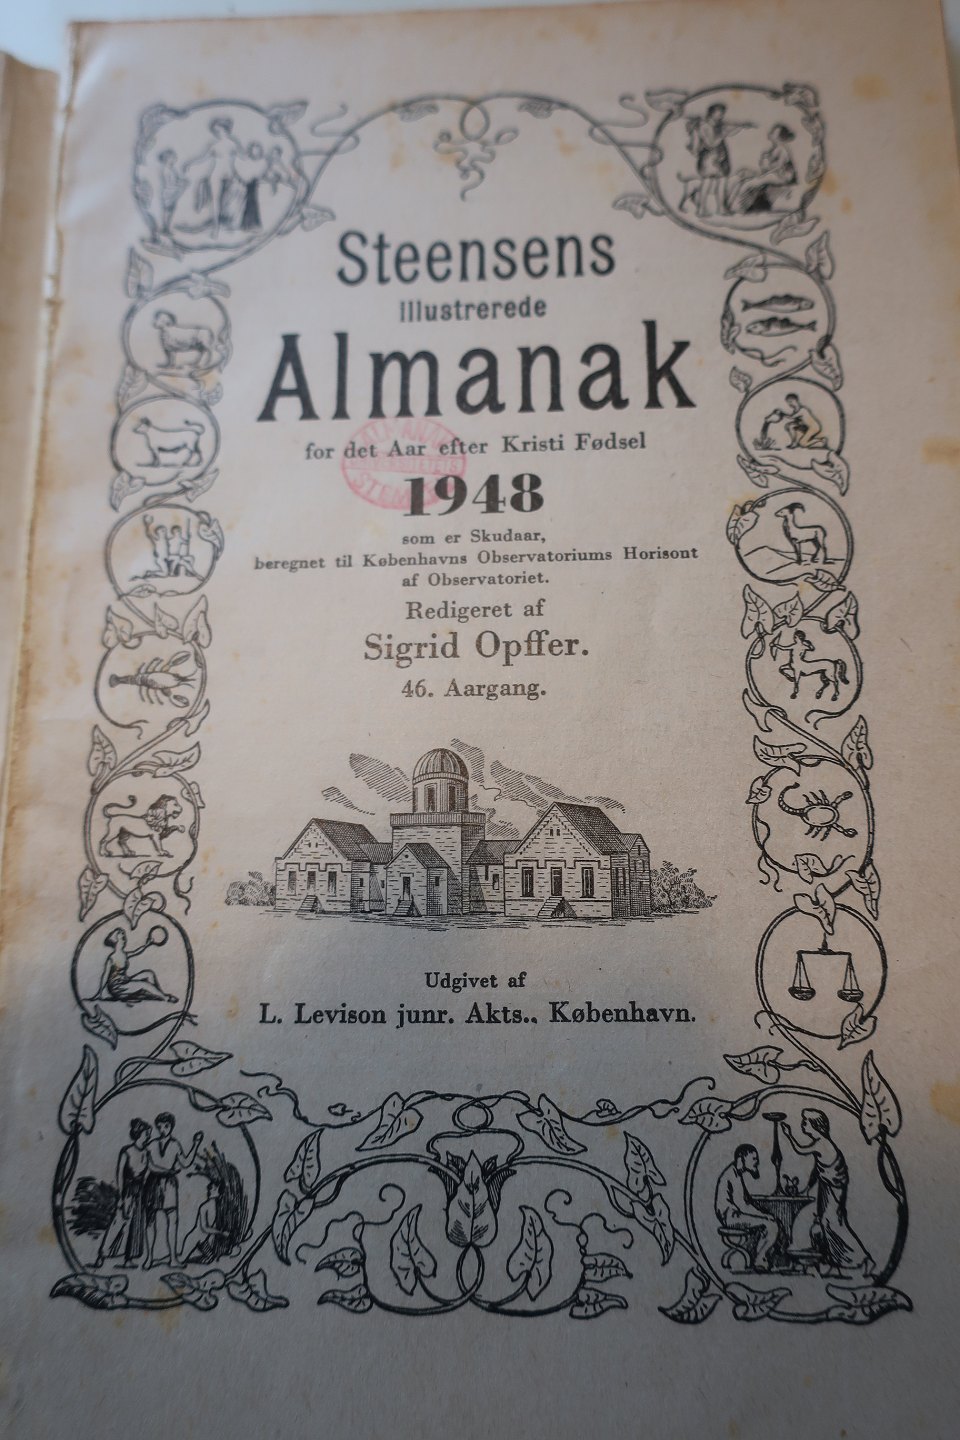 Steensens
Illustrerede
Almanak
for det Aar efter Kristi Fødsel
1948
som er Skudaar,
beregnet til Københavns Observatoriums Horisont
af Observatoriet.
Redigeret af
Sigrid Opffer.
46. Aargang.
Udgivet af
L. Levison junr. Akts., København.